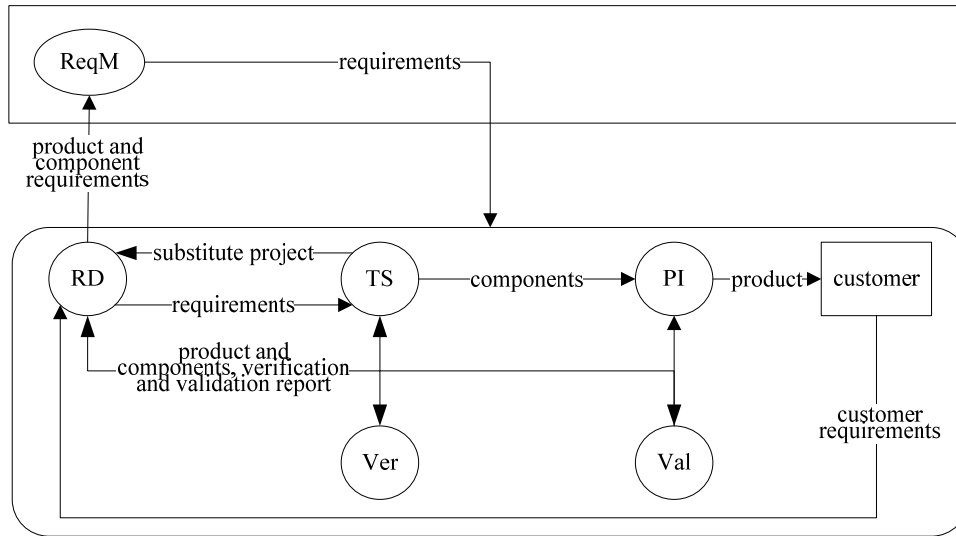 ReqM
requirements
product and
component
requirements
substitute project
RD
TS
components
PI
product
customer
requirements
product and
components, verification
and validation report
customer
requirements
Ver
Val